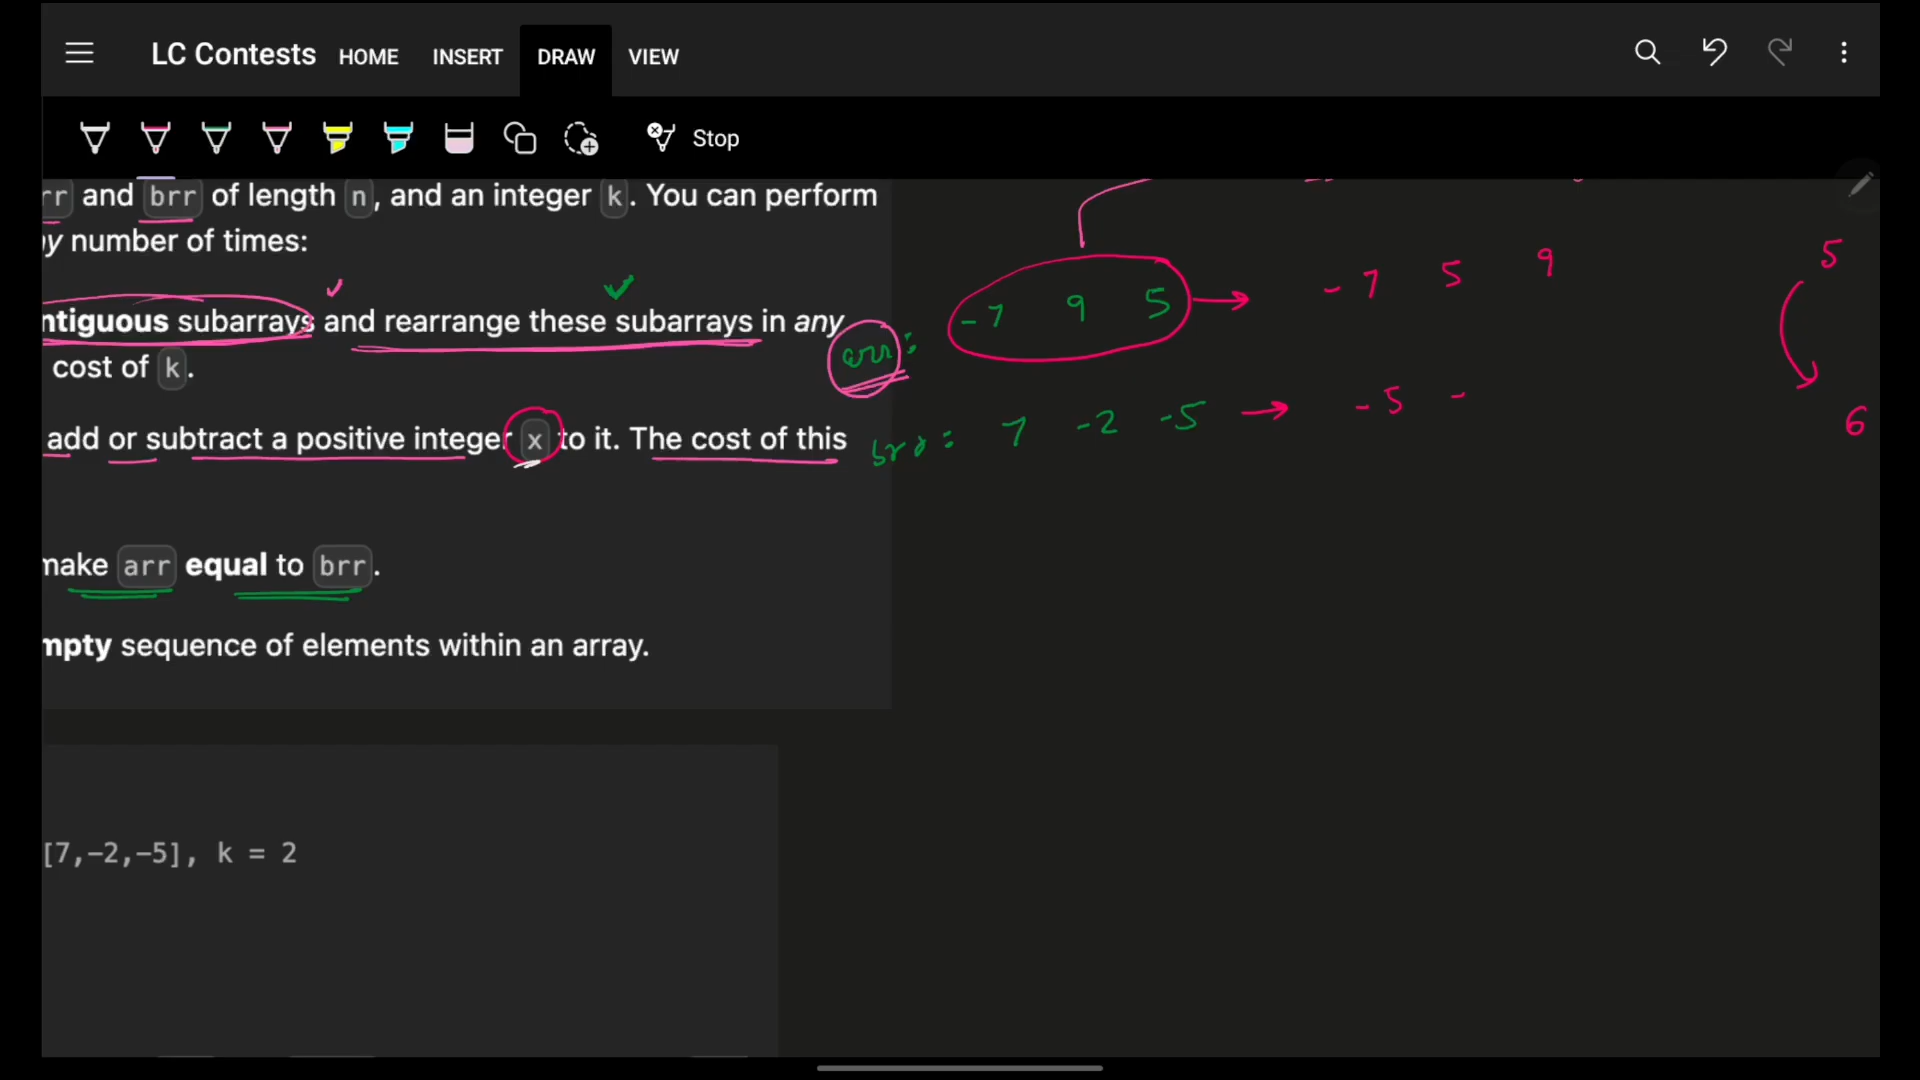 LC Contests HOME INSERT DRAW VIEW
Stop
rr and brr of length n, and an integer k. You can perform
y number of times:
ntiguous subarrays and rearrange these subarrays in any
cost of k.
add or subtract a positive integer x to it. The cost of this
make arr equal to brr.
mpty sequence of elements within an array.
[7,-2,-5], k = 2
arr: -7 9 5 → -7 5 9
brr: 7 -2 -5 → -5 -
5
6